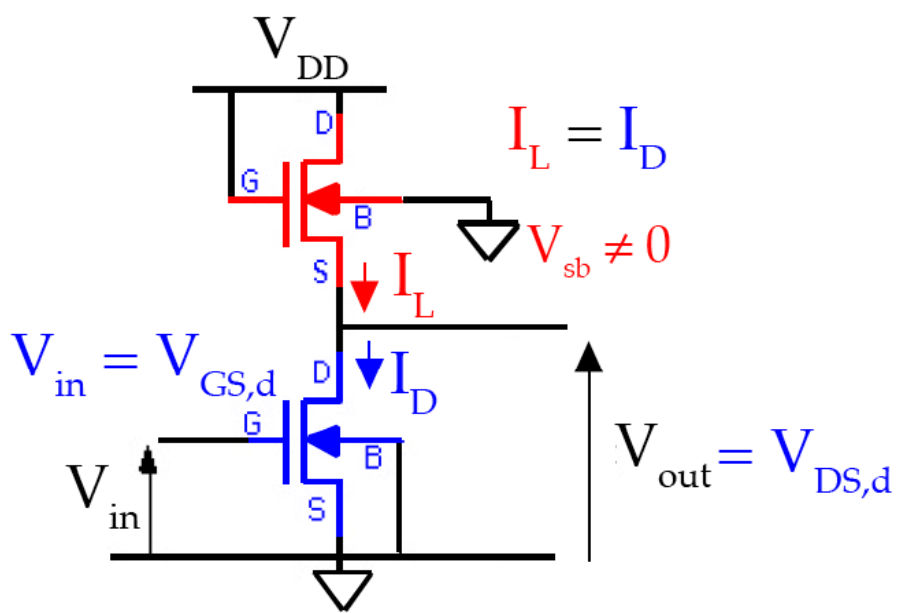 V_DD
D
I_L = I_D
G
B
V_sb ≠ 0
S
I_L
V_in = V_GS,d
D
I_D
G
B
V_out = V_DS,d
V_in
S